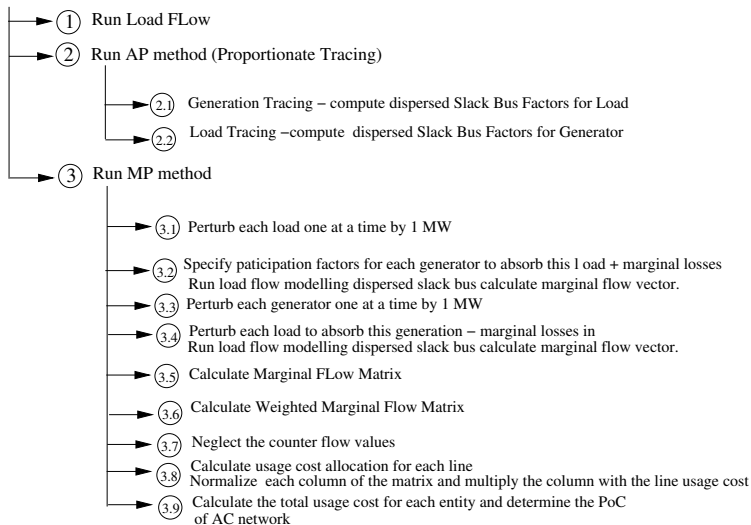 1 Run Load FLow
2 Run AP method (Proportionate Tracing)
2.1 Generation Tracing − compute dispersed Slack Bus Factors for Load
2.2 Load Tracing −compute dispersed Slack Bus Factors for Generator
3 Run MP method
3.1 Perturb each load one at a time by 1 MW
3.2 Specify paticipation factors for each generator to absorb this l oad + marginal losses
Run load flow modelling dispersed slack bus calculate marginal flow vector.
3.3 Perturb each generator one at a time by 1 MW
3.4 Perturb each load to absorb this generation − marginal losses in
Run load flow modelling dispersed slack bus calculate marginal flow vector.
3.5 Calculate Marginal FLow Matrix
3.6 Calculate Weighted Marginal Flow Matrix
3.7 Neglect the counter flow values
3.8 Calculate usage cost allocation for each line
Normalize each column of the matrix and multiply the column with the line usage cost
3.9 Calculate the total usage cost for each entity and determine the PoC
of AC network